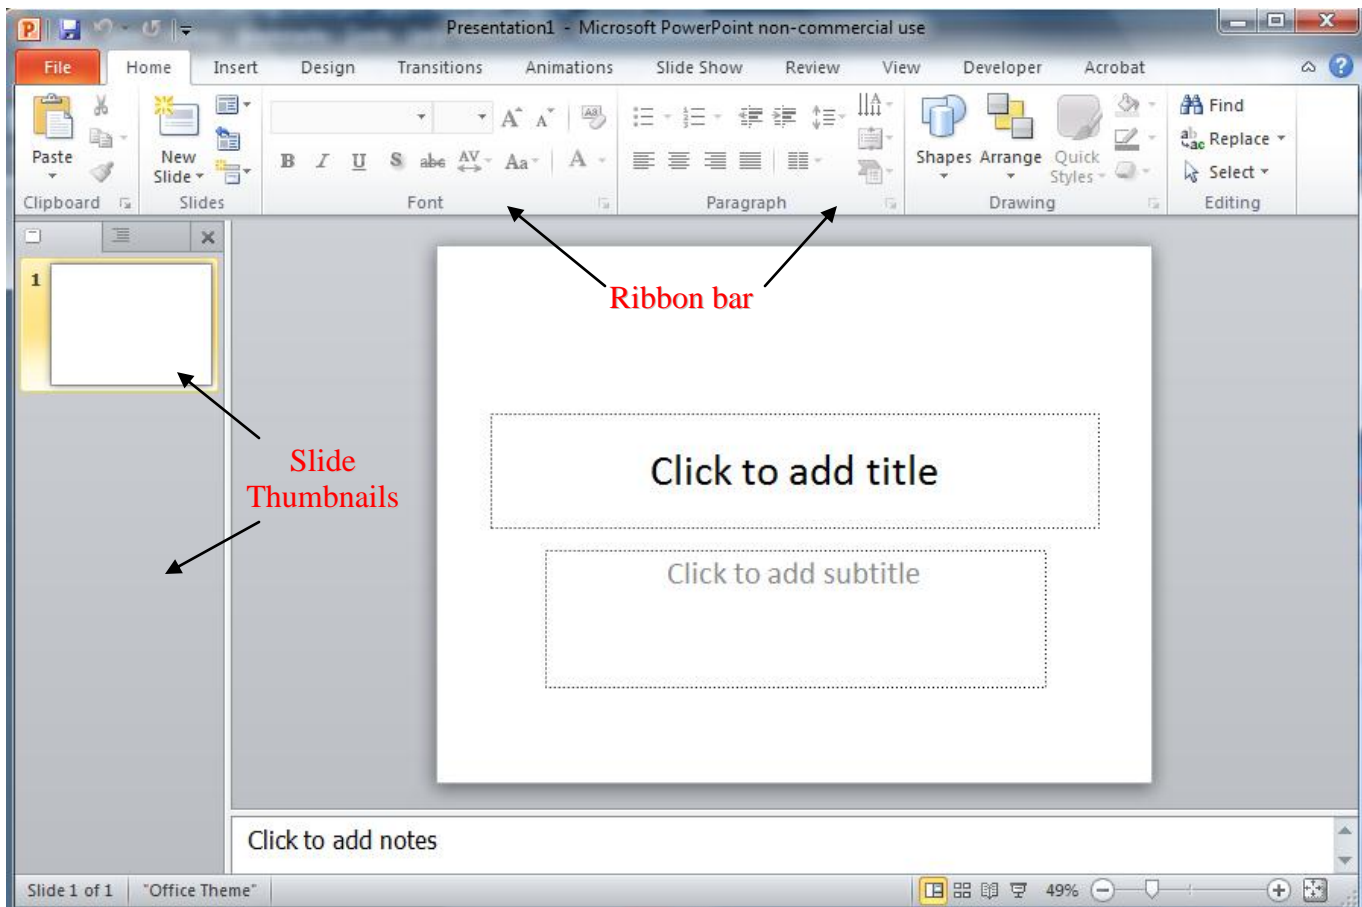 Presentation1 - Microsoft PowerPoint non-commercial use
File Home Insert Design Transitions Animations Slide Show Review View Developer Acrobat
Paste
New Slide
B I U S abc AV Aa A
Shapes Arrange Quick Styles
Find
Replace
Select
Clipboard Slides Font Paragraph Drawing Editing
1
Ribbon bar
Slide
Thumbnails
Click to add title
Click to add subtitle
Click to add notes
Slide 1 of 1 "Office Theme" 49%